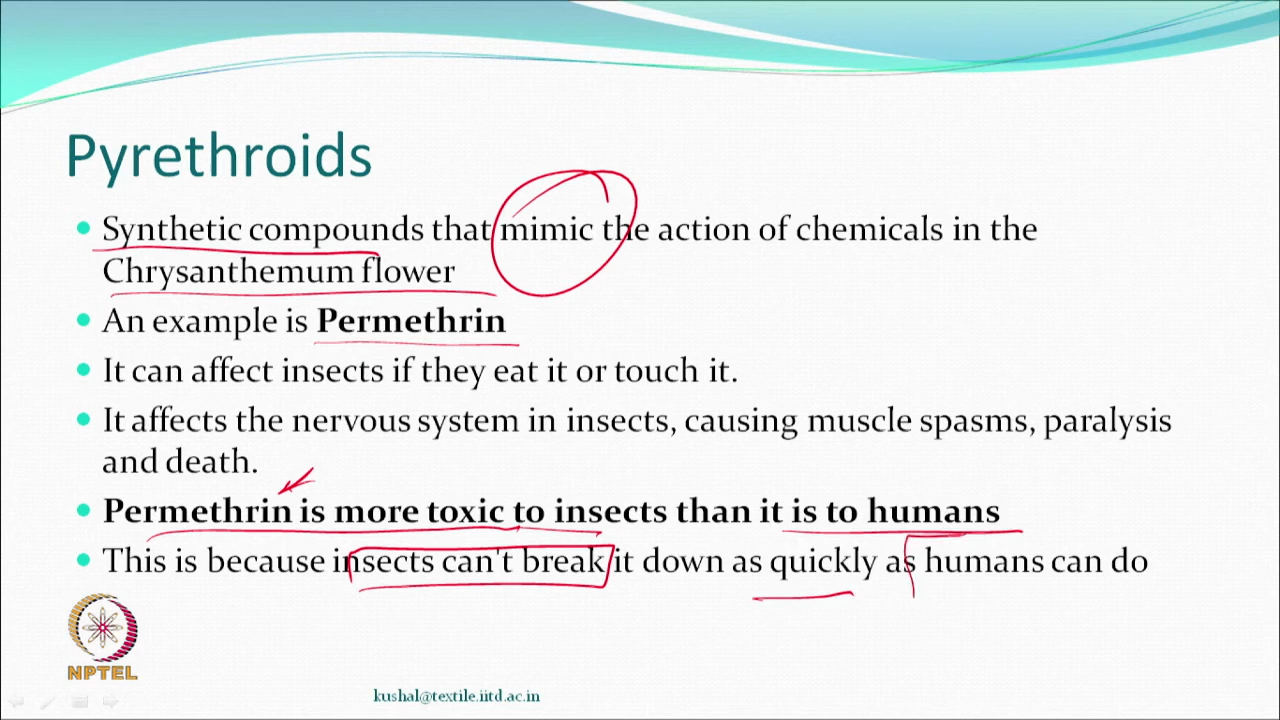 Pyrethroids
Synthetic compounds that mimic the action of chemicals in the
Chrysanthemum flower
An example is Permethrin
It can affect insects if they eat it or touch it.
It affects the nervous system in insects, causing muscle spasms, paralysis
and death.
Permethrin is more toxic to insects than it is to humans
This is because insects can't break it down as quickly as humans can do
NPTEL
kushal@textile.iitd.ac.in